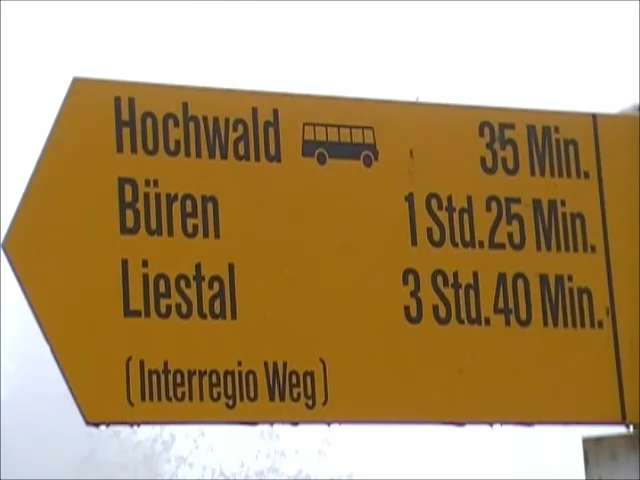 Hochwald 35 Min.
Büren 1 Std. 25 Min.
Liestal 3 Std. 40 Min.
(Interregio Weg)